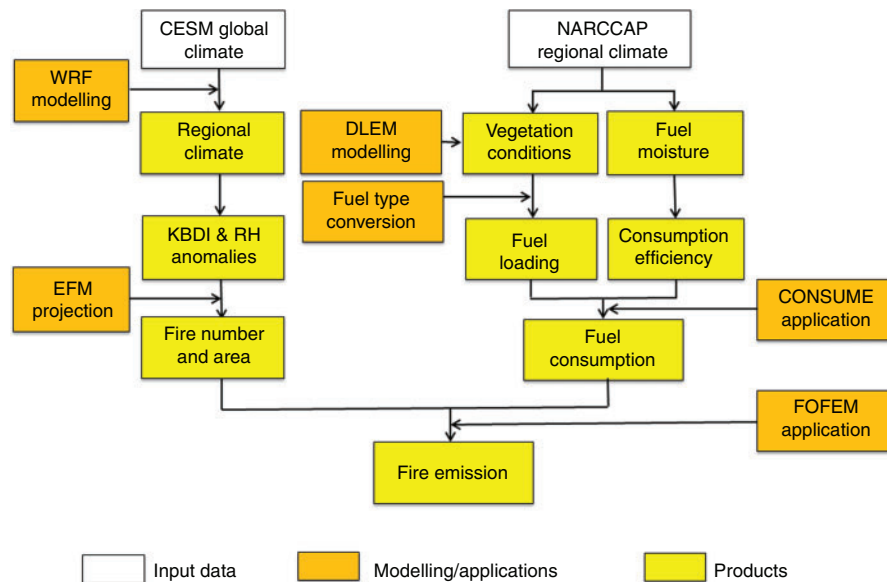 CESM global
climate
NARCCAP
regional climate
WRF
modelling
Regional
climate
DLEM
modelling
Vegetation
conditions
Fuel
moisture
Fuel type
conversion
KBDI & RH
anomalies
Fuel
loading
Consumption
efficiency
EFM
projection
CONSUME
application
Fire number
and area
Fuel
consumption
FOFEM
application
Fire emission
Input data
Modelling/applications
Products